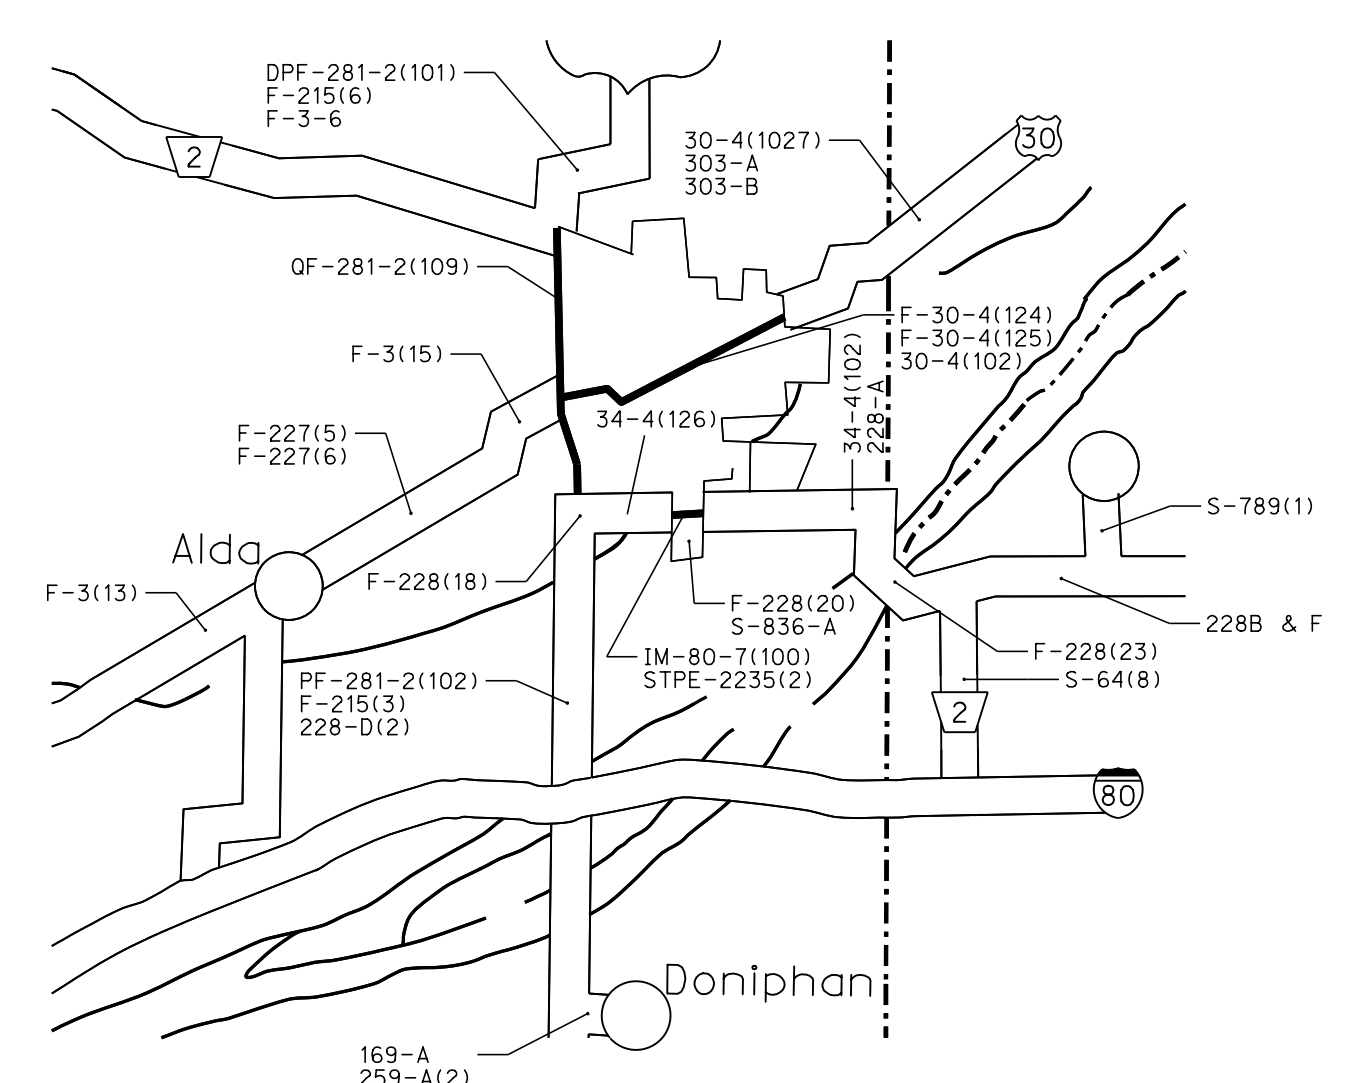 DPF-281-2(101)
F-215(6)
F-3-6
30
30-4(1027)
303-A
303-B
2
QF-281-2(109)
F-30-4(124)
F-30-4(125)
30-4(102)
F-3(15)
34-4(102)
228-A
34-4(126)
F-227(5)
F-227(6)
S-789(1)
Alda
F-3(13)
F-228(18)
F-228(20)
S-836-A
228B & F
IM-80-7(100)
STPE-2235(2)
F-228(23)
S-64(8)
PF-281-2(102)
F-215(3)
228-D(2)
2
80
Doniphan
169-A
259-A(2)